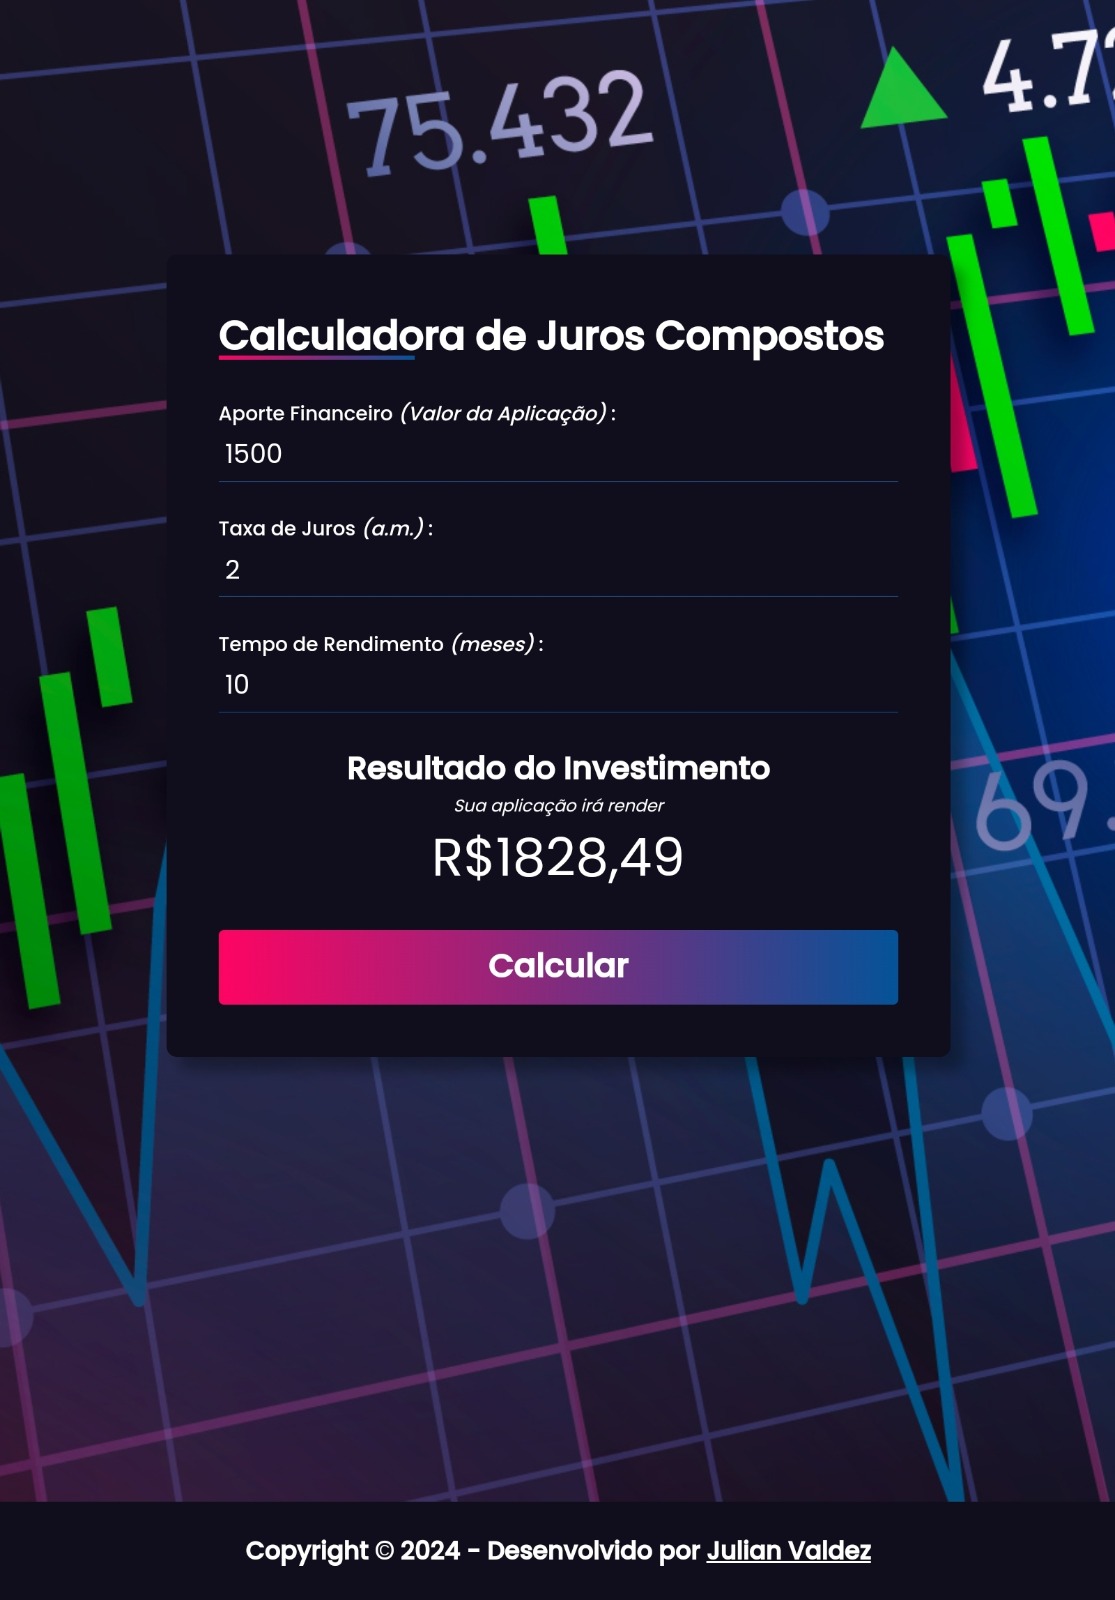 75.432
4.7
Calculadora de Juros Compostos
Aporte Financeiro (Valor da Aplicação) :
1500
Taxa de Juros (a.m.) :
2
Tempo de Rendimento (meses) :
10
Resultado do Investimento
Sua aplicação irá render
R$1828,49
69.
Calcular
Copyright © 2024 - Desenvolvido por Julian Valdez